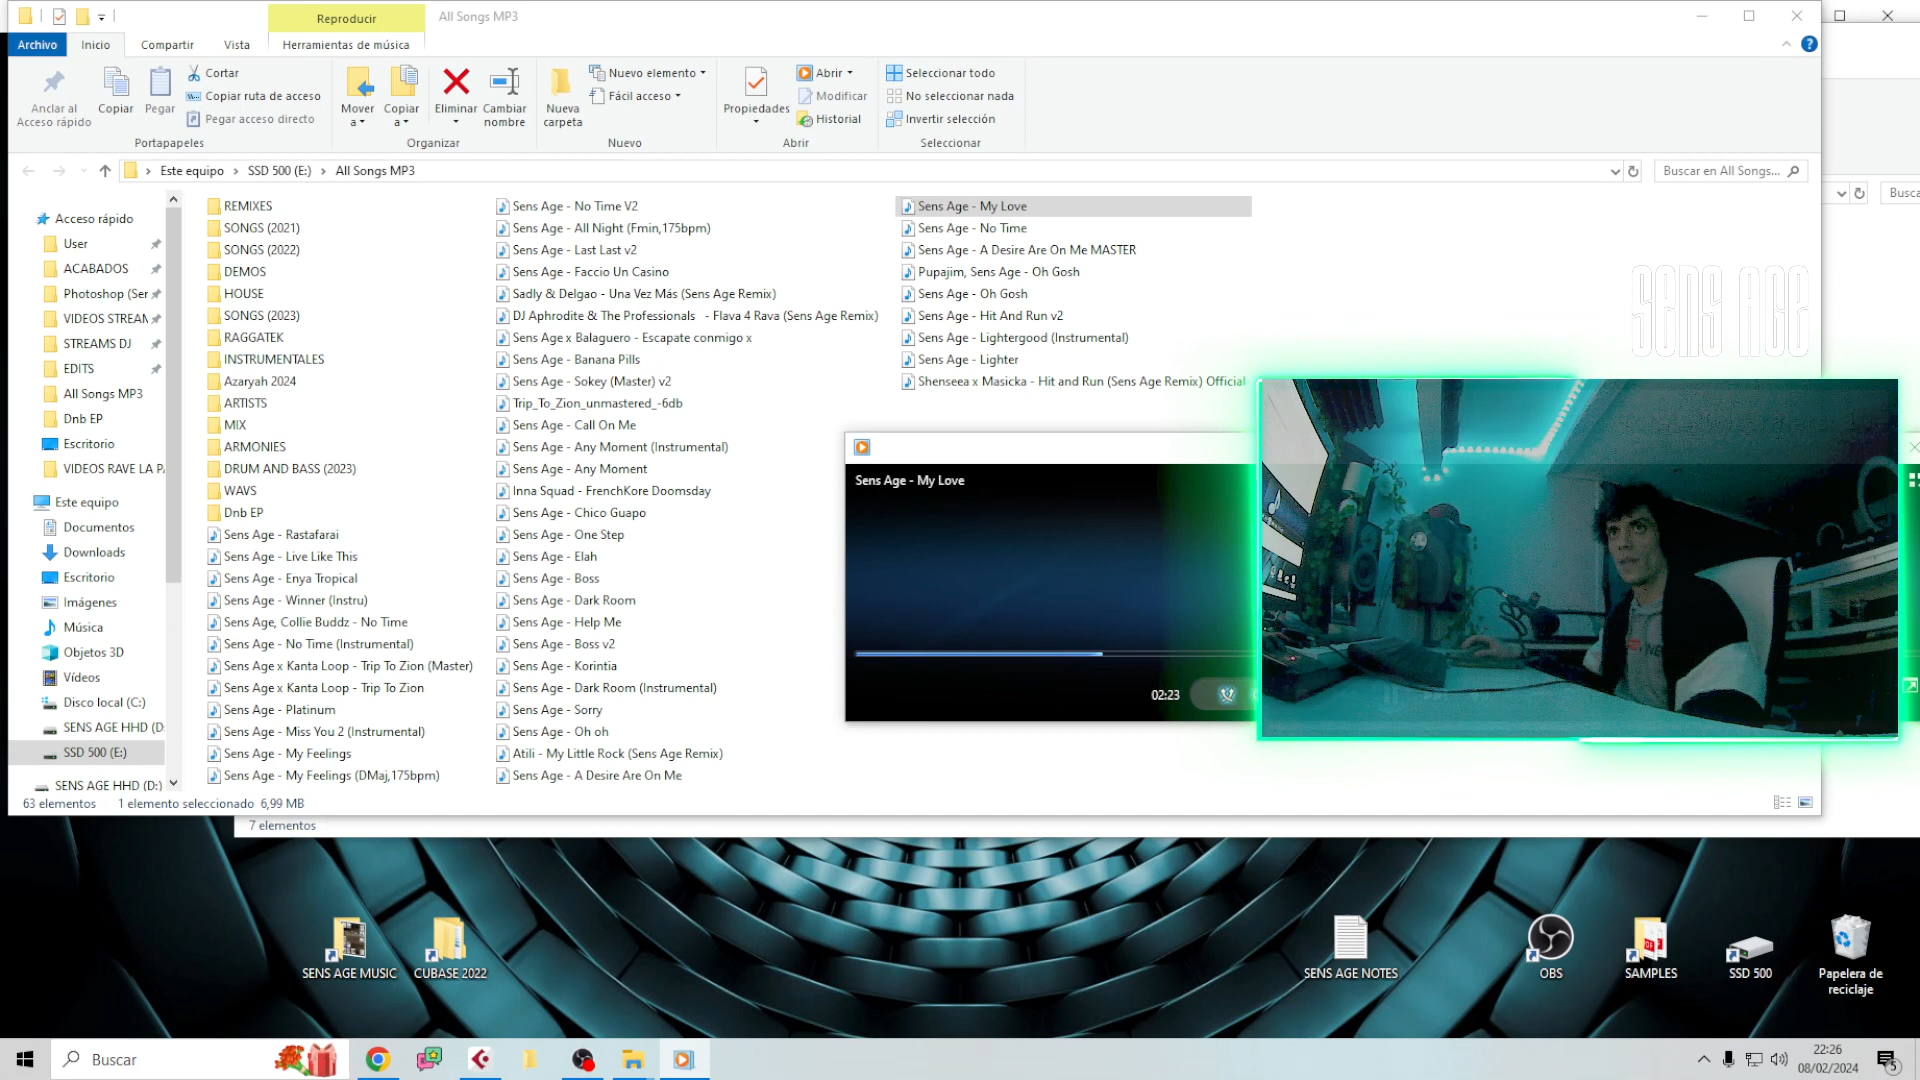 Reproducir
All Songs MP3
Archivo
Inicio
Compartir
Vista
Herramientas de música
Anclar al
Acceso rápido
Copiar
Pegar
Cortar
Copiar ruta de acceso
Pegar acceso directo
Portapapeles
Mover
a
Copiar
a
Eliminar
Cambiar
nombre
Organizar
Nueva
carpeta
Nuevo elemento
Fácil acceso
Nuevo
Propiedades
Abrir
Modificar
Historial
Abrir
Seleccionar todo
No seleccionar nada
Invertir selección
Seleccionar
Este equipo › SSD 500 (E:) › All Songs MP3
Buscar en All Songs...
Busca
Acceso rápido
User
ACABADOS
Photoshop (Ser
VIDEOS STREAM
STREAMS DJ
EDITS
All Songs MP3
Dnb EP
Escritorio
VIDEOS RAVE LA PA
Este equipo
Documentos
Downloads
Escritorio
Imágenes
Música
Objetos 3D
Vídeos
Disco local (C:)
SENS AGE HHD (D:
SSD 500 (E:)
SENS AGE HHD (D:)
REMIXES
SONGS (2021)
SONGS (2022)
DEMOS
HOUSE
SONGS (2023)
RAGGATEK
INSTRUMENTALES
Azaryah 2024
ARTISTS
MIX
ARMONIES
DRUM AND BASS (2023)
WAVS
Dnb EP
Sens Age - Rastafarai
Sens Age - Live Like This
Sens Age - Enya Tropical
Sens Age - Winner (Instru)
Sens Age, Collie Buddz - No Time
Sens Age - No Time (Instrumental)
Sens Age x Kanta Loop - Trip To Zion (Master)
Sens Age x Kanta Loop - Trip To Zion
Sens Age - Platinum
Sens Age - Miss You 2 (Instrumental)
Sens Age - My Feelings
Sens Age - My Feelings (DMaj,175bpm)
Sens Age - No Time V2
Sens Age - All Night (Fmin,175bpm)
Sens Age - Last Last v2
Sens Age - Faccio Un Casino
Sadly & Delgao - Una Vez Más (Sens Age Remix)
DJ Aphrodite & The Professionals - Flava 4 Rava (Sens Age Remix)
Sens Age x Balaguero - Escapate conmigo x
Sens Age - Banana Pills
Sens Age - Sokey (Master) v2
Trip_To_Zion_unmastered_-6db
Sens Age - Call On Me
Sens Age - Any Moment (Instrumental)
Sens Age - Any Moment
Inna Squad - FrenchKore Doomsday
Sens Age - Chico Guapo
Sens Age - One Step
Sens Age - Elah
Sens Age - Boss
Sens Age - Dark Room
Sens Age - Help Me
Sens Age - Boss v2
Sens Age - Korintia
Sens Age - Dark Room (Instrumental)
Sens Age - Sorry
Sens Age - Oh oh
Atili - My Little Rock (Sens Age Remix)
Sens Age - A Desire Are On Me
Sens Age - My Love
Sens Age - No Time
Sens Age - A Desire Are On Me MASTER
Pupajim, Sens Age - Oh Gosh
Sens Age - Oh Gosh
Sens Age - Hit And Run v2
Sens Age - Lightergood (Instrumental)
Sens Age - Lighter
Shenseea x Masicka - Hit and Run (Sens Age Remix) Official
SENS AGE
Sens Age - My Love
02:23
63 elementos
1 elemento seleccionado 6,99 MB
7 elementos
SENS AGE MUSIC
CUBASE 2022
SENS AGE NOTES
OBS
SAMPLES
SSD 500
Papelera de
reciclaje
Buscar
22:26
08/02/2024
5